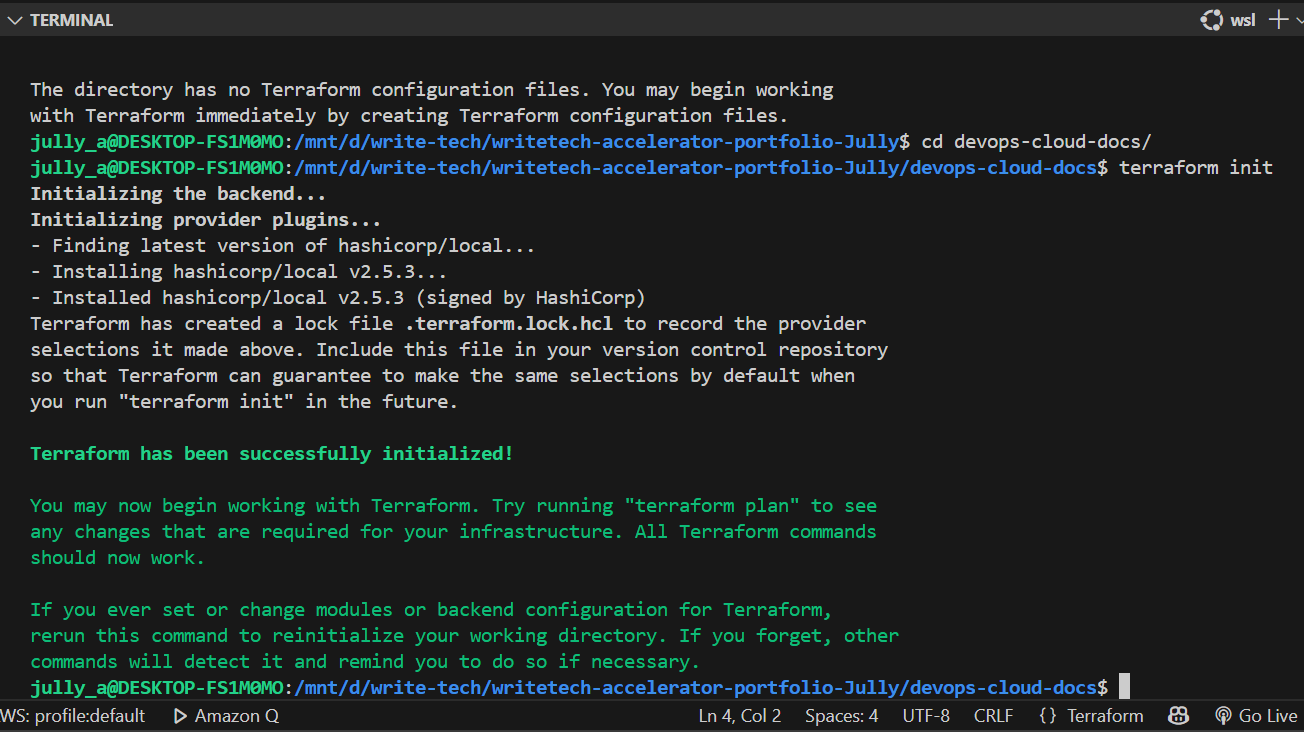 TERMINAL
wsl
The directory has no Terraform configuration files. You may begin working
with Terraform immediately by creating Terraform configuration files.
jully_a@DESKTOP-FS1M0MO:/mnt/d/write-tech/writetech-accelerator-portfolio-Jully$ cd devops-cloud-docs/
jully_a@DESKTOP-FS1M0MO:/mnt/d/write-tech/writetech-accelerator-portfolio-Jully/devops-cloud-docs$ terraform init
Initializing the backend...
Initializing provider plugins...
- Finding latest version of hashicorp/local...
- Installing hashicorp/local v2.5.3...
- Installed hashicorp/local v2.5.3 (signed by HashiCorp)
Terraform has created a lock file .terraform.lock.hcl to record the provider
selections it made above. Include this file in your version control repository
so that Terraform can guarantee to make the same selections by default when
you run "terraform init" in the future.
Terraform has been successfully initialized!
You may now begin working with Terraform. Try running "terraform plan" to see
any changes that are required for your infrastructure. All Terraform commands
should now work.
If you ever set or change modules or backend configuration for Terraform,
rerun this command to reinitialize your working directory. If you forget, other
commands will detect it and remind you to do so if necessary.
jully_a@DESKTOP-FS1M0MO:/mnt/d/write-tech/writetech-accelerator-portfolio-Jully/devops-cloud-docs$
WS: profile:default Amazon Q Ln 4, Col 2 Spaces: 4 UTF-8 CRLF {} Terraform Go Live